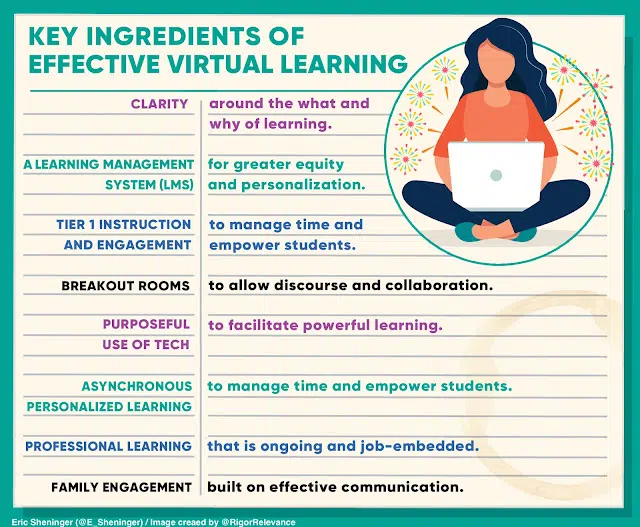 KEY INGREDIENTS OF
EFFECTIVE VIRTUAL LEARNING
CLARITY around the what and
why of learning.
A LEARNING MANAGEMENT for greater equity
SYSTEM (LMS) and personalization.
TIER 1 INSTRUCTION to manage time and
AND ENGAGEMENT empower students.
BREAKOUT ROOMS to allow discourse and collaboration.
PURPOSEFUL to facilitate powerful learning.
USE OF TECH
ASYNCHRONOUS to manage time and empower students.
PERSONALIZED LEARNING
PROFESSIONAL LEARNING that is ongoing and job-embedded.
FAMILY ENGAGEMENT built on effective communication.
Eric Sheninger (@E_Sheninger) / Image creaed by @RigorRelevance